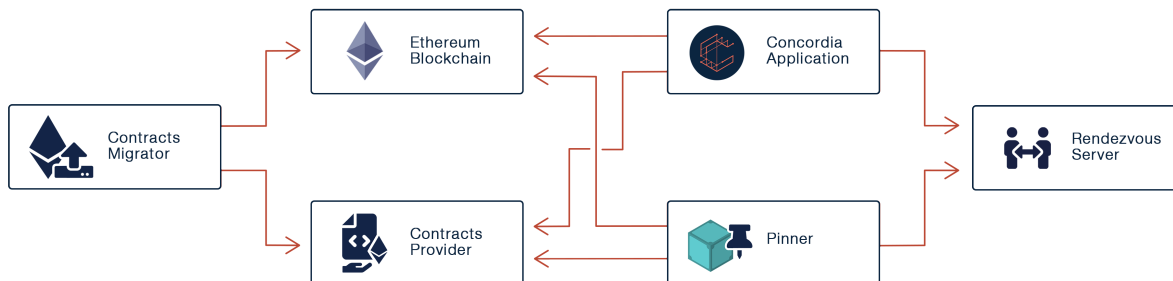 Ethereum
Blockchain
Concordia
Application
Contracts
Migrator
Rendezvous
Server
Contracts
Provider
Pinner